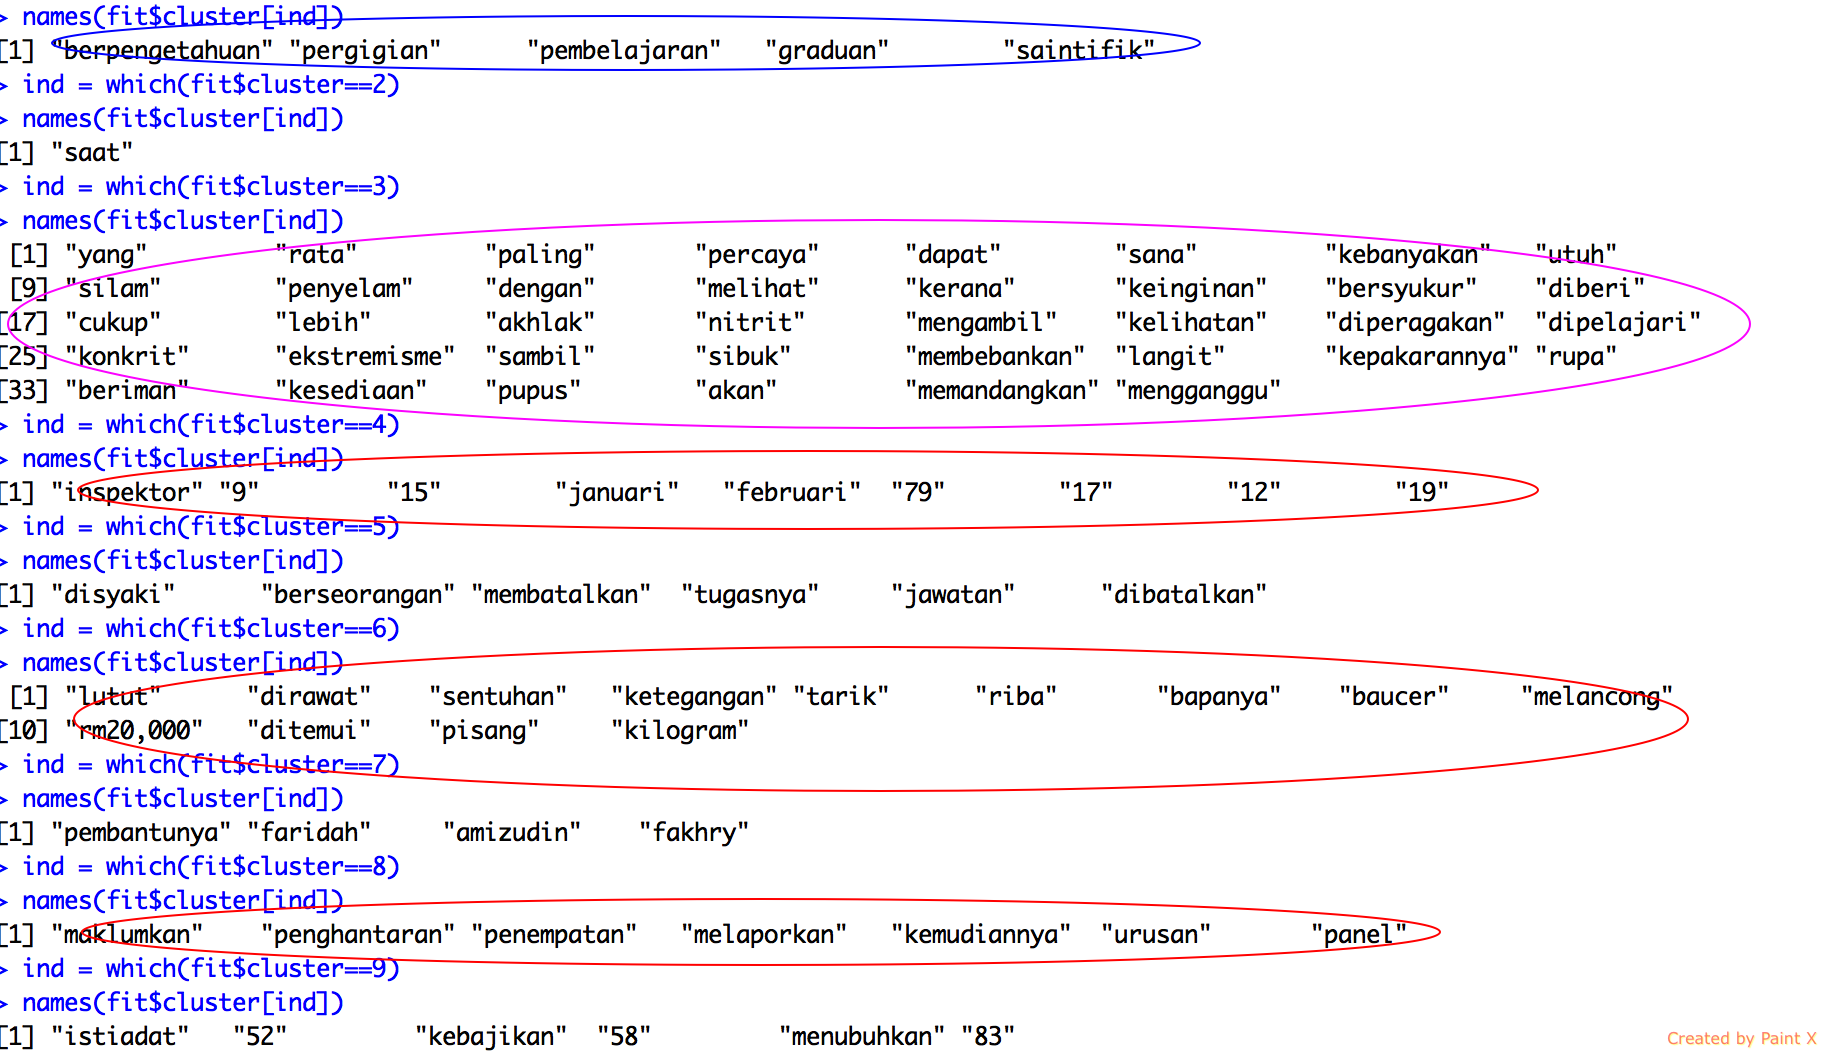 > names(fit$cluster[ind])
[1] "berpengetahuan" "pergigian" "pembelajaran" "graduan" "saintifik"
> ind = which(fit$cluster==2)
> names(fit$cluster[ind])
[1] "saat"
> ind = which(fit$cluster==3)
> names(fit$cluster[ind])
[1] "yang" "rata" "paling" "percaya" "dapat" "sana" "kebanyakan" "utuh"
[9] "silam" "penyelam" "dengan" "melihat" "kerana" "keinginan" "bersyukur" "diberi"
[17] "cukup" "lebih" "akhlak" "nitrit" "mengambil" "kelihatan" "diperagakan" "dipelajari"
[25] "konkrit" "ekstremisme" "sambil" "sibuk" "membebankan" "langit" "kepakarannya" "rupa"
[33] "beriman" "kesediaan" "pupus" "akan" "memandangkan" "mengganggu"
> ind = which(fit$cluster==4)
> names(fit$cluster[ind])
[1] "inspektor" "9" "15" "januari" "februari" "79" "17" "12" "19"
> ind = which(fit$cluster==5)
> names(fit$cluster[ind])
[1] "disyaki" "berseorangan" "membatalkan" "tugasnya" "jawatan" "dibatalkan"
> ind = which(fit$cluster==6)
> names(fit$cluster[ind])
[1] "lutut" "dirawat" "sentuhan" "ketegangan" "tarik" "riba" "bapanya" "baucer" "melancong"
[10] "rm20,000" "ditemui" "pisang" "kilogram"
> ind = which(fit$cluster==7)
> names(fit$cluster[ind])
[1] "pembantunya" "faridah" "amizudin" "fakhry"
> ind = which(fit$cluster==8)
> names(fit$cluster[ind])
[1] "maklumkan" "penghantaran" "penempatan" "melaporkan" "kemudiannya" "urusan" "panel"
> ind = which(fit$cluster==9)
> names(fit$cluster[ind])
[1] "istiadat" "52" "kebajikan" "58" "menubuhkan" "83"
Created by Paint X